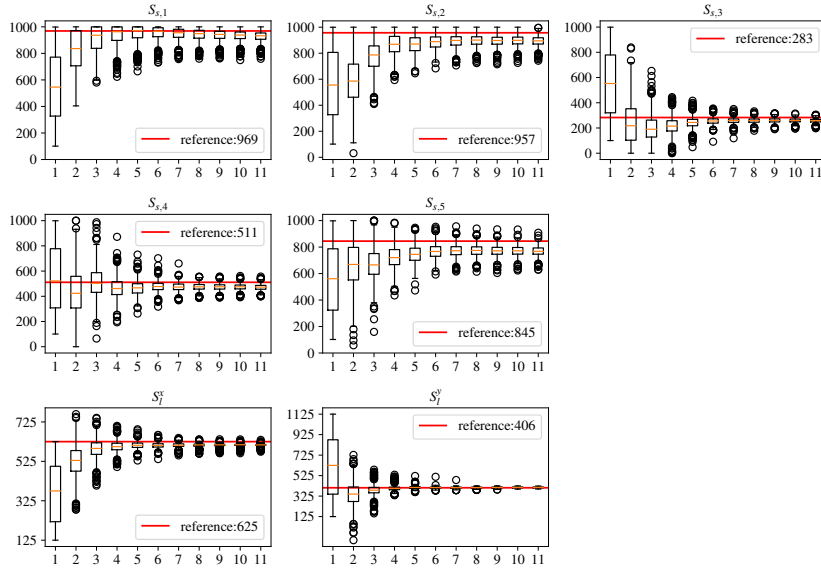 S_{s,1}
1000
800
600
400
200
0
reference:969
1 2 3 4 5 6 7 8 9 10 11
S_{s,2}
1000
800
600
400
200
0
reference:957
1 2 3 4 5 6 7 8 9 10 11
S_{s,3}
1000
800
600
400
200
0
reference:283
1 2 3 4 5 6 7 8 9 10 11
S_{s,4}
1000
800
600
400
200
0
reference:511
1 2 3 4 5 6 7 8 9 10 11
S_{s,5}
1000
800
600
400
200
0
reference:845
1 2 3 4 5 6 7 8 9 10 11
S_l^x
725
525
325
125
reference:625
1 2 3 4 5 6 7 8 9 10 11
S_l^y
1125
925
725
525
325
125
reference:406
1 2 3 4 5 6 7 8 9 10 11